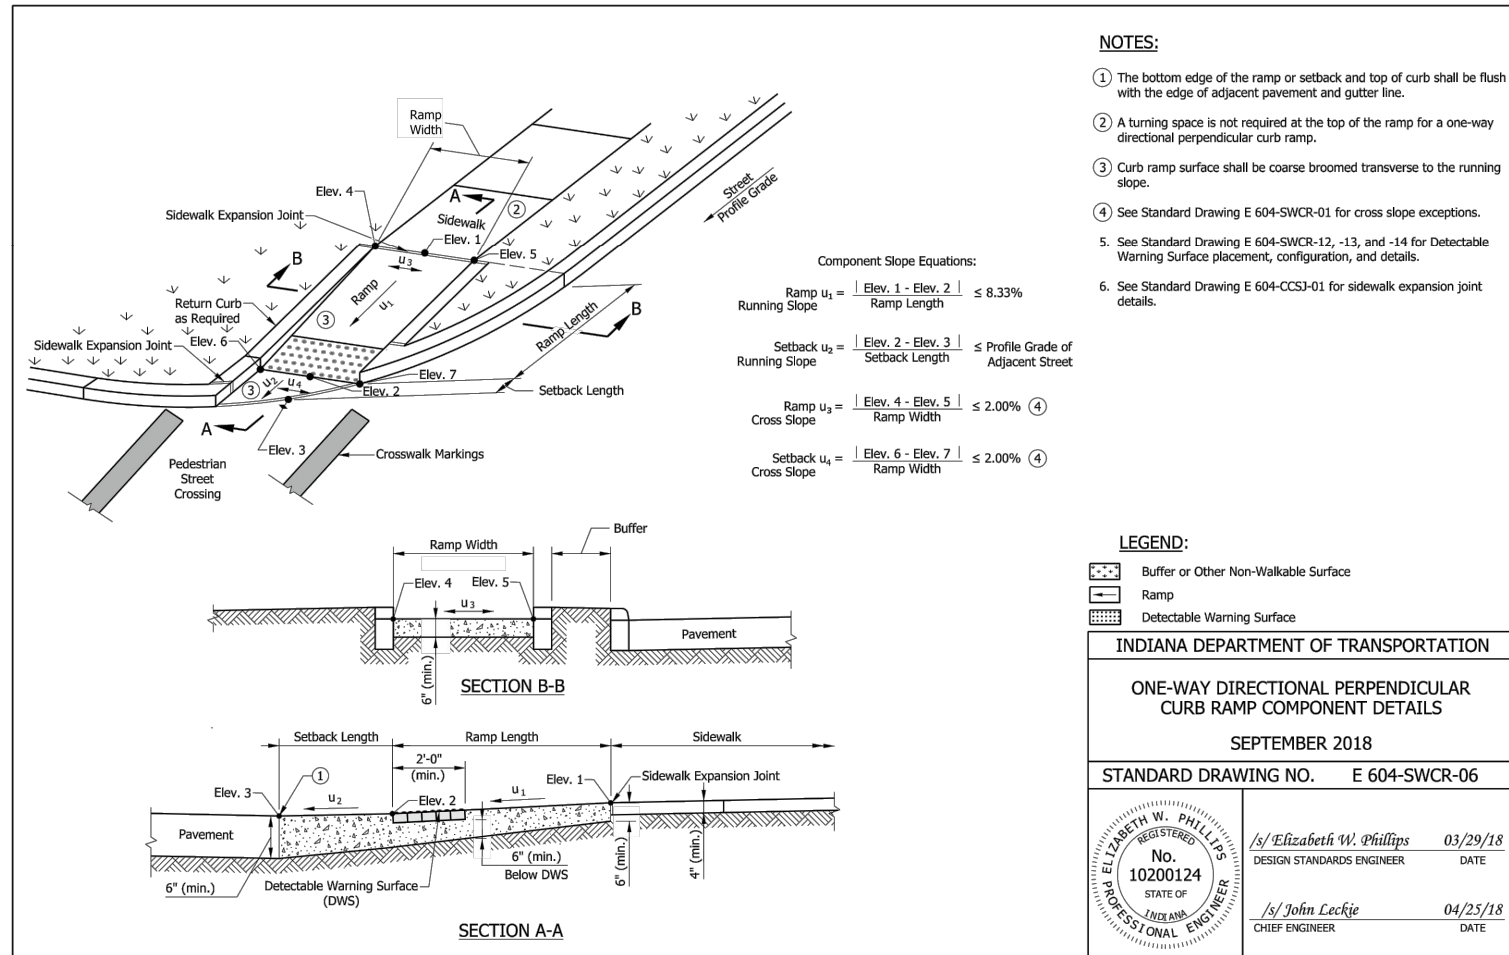 Ramp
Width
Elev. 4
Sidewalk Expansion Joint
A
②
Sidewalk
Elev. 1
Elev. 5
Street
Profile Grade
B
u3
Ramp
u1
③
Return Curb
as Required
Elev. 6
Sidewalk Expansion Joint
Ramp Length
B
③
u2
u4
Elev. 7
Elev. 2
Setback Length
A
Elev. 3
Crosswalk Markings
Pedestrian
Street
Crossing
Component Slope Equations:
Ramp u1 = | Elev. 1 - Elev. 2 | ≤ 8.33%
Running Slope Ramp Length
Setback u2 = | Elev. 2 - Elev. 3 | ≤ Profile Grade of
Running Slope Setback Length Adjacent Street
Ramp u3 = | Elev. 4 - Elev. 5 | ≤ 2.00% ④
Cross Slope Ramp Width
Setback u4 = | Elev. 6 - Elev. 7 | ≤ 2.00% ④
Cross Slope Ramp Width
NOTES:
① The bottom edge of the ramp or setback and top of curb shall be flush
with the edge of adjacent pavement and gutter line.
② A turning space is not required at the top of the ramp for a one-way
directional perpendicular curb ramp.
③ Curb ramp surface shall be coarse broomed transverse to the running
slope.
④ See Standard Drawing E 604-SWCR-01 for cross slope exceptions.
5. See Standard Drawing E 604-SWCR-12, -13, and -14 for Detectable
Warning Surface placement, configuration, and details.
6. See Standard Drawing E 604-CCSJ-01 for sidewalk expansion joint
details.
Buffer
Ramp Width
Elev. 4 Elev. 5
u3
Pavement
6" (min.)
SECTION B-B
Setback Length Ramp Length Sidewalk
2'-0"
(min.)
①
Elev. 3
u2
Elev. 2
u1
Elev. 1
Sidewalk Expansion Joint
Pavement
6" (min.)
6" (min.)
Below DWS
6" (min.)
4" (min.)
Detectable Warning Surface
(DWS)
SECTION A-A
LEGEND:
Buffer or Other Non-Walkable Surface
Ramp
Detectable Warning Surface
INDIANA DEPARTMENT OF TRANSPORTATION
ONE-WAY DIRECTIONAL PERPENDICULAR
CURB RAMP COMPONENT DETAILS
SEPTEMBER 2018
STANDARD DRAWING NO. E 604-SWCR-06
ELIZABETH W. PHILLIPS
REGISTERED
No.
10200124
STATE OF
INDIANA
PROFESSIONAL ENGINEER
/s/ Elizabeth W. Phillips 03/29/18
DESIGN STANDARDS ENGINEER DATE
/s/ John Leckie 04/25/18
CHIEF ENGINEER DATE